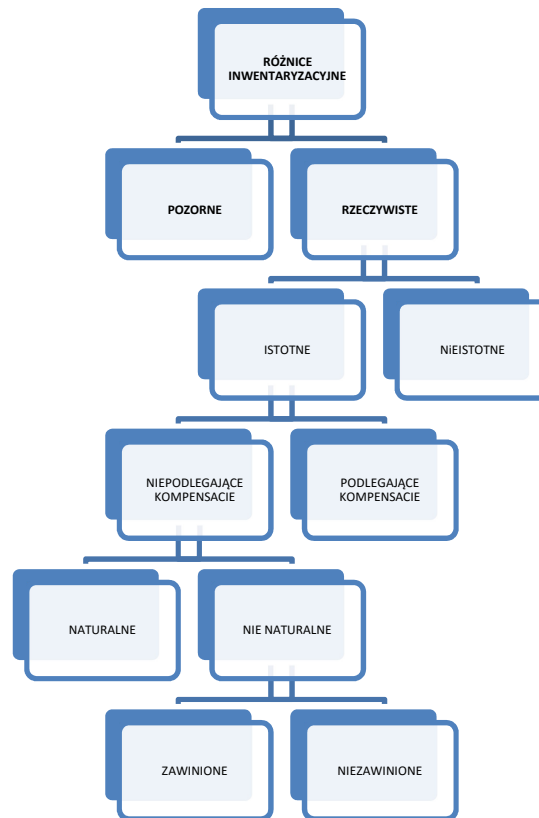 RÓŻNICE
INWENTARYZACYJNE
POZORNE
RZECZYWISTE
ISTOTNE
NiEISTOTNE
NIEPODLEGAJĄCE
KOMPENSACIE
PODLEGAJĄCE
KOMPENSACIE
NATURALNE
NIE NATURALNE
ZAWINIONE
NIEZAWINIONE